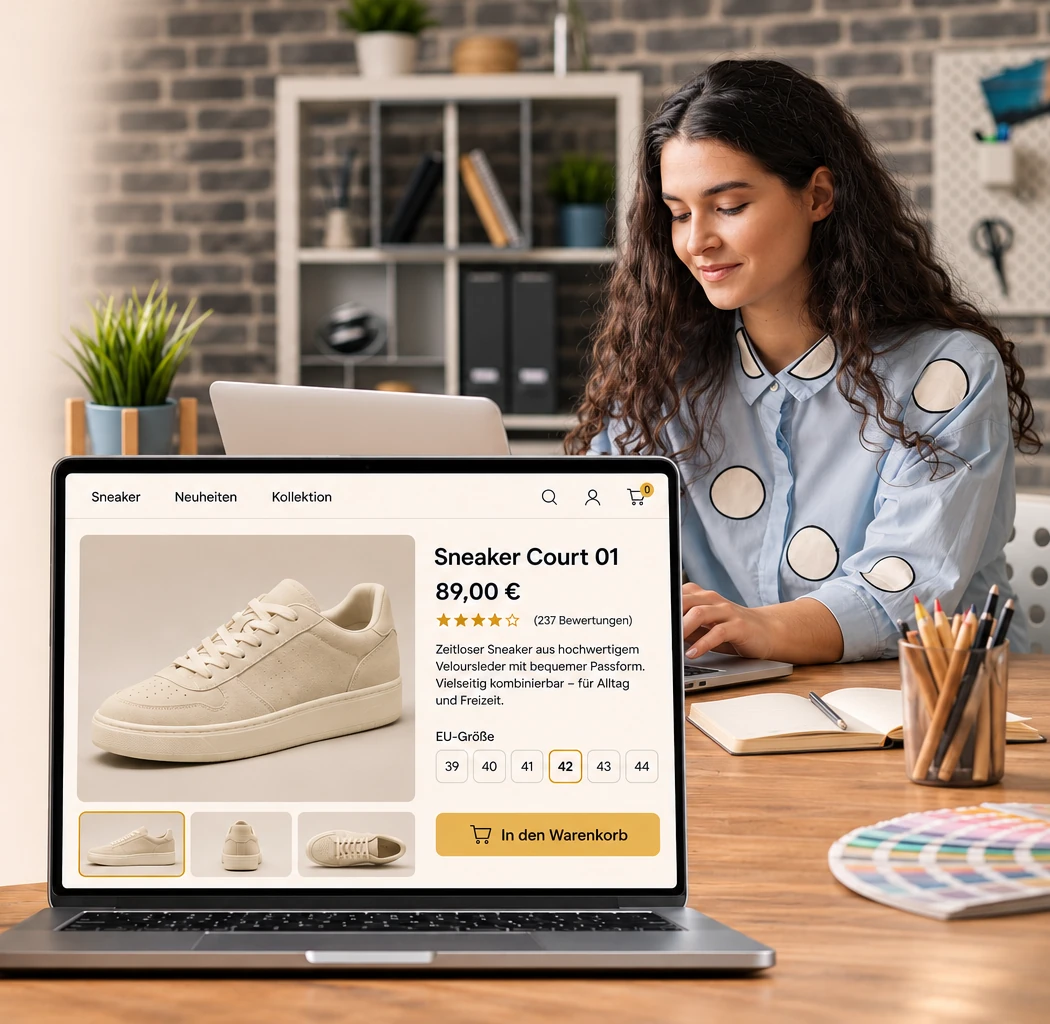 Sneaker Neuheiten Kollektion
0
Sneaker Court 01
89,00 €
(237 Bewertungen)
Zeitloser Sneaker aus hochwertigem
Veloursleder mit bequemer Passform.
Vielseitig kombinierbar – für Alltag
und Freizeit.
EU-Größe
39 40 41 42 43 44
In den Warenkorb